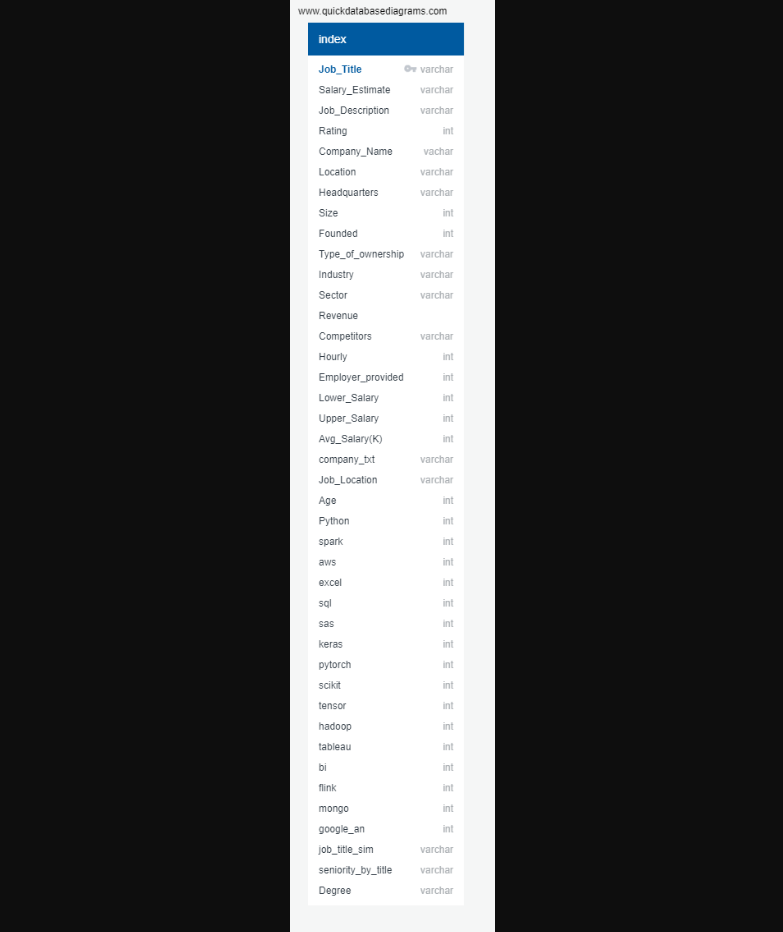 www.quickdatabasediagrams.com
index
Job_Title varchar
Salary_Estimate varchar
Job_Description varchar
Rating int
Company_Name vachar
Location varchar
Headquarters varchar
Size int
Founded int
Type_of_ownership varchar
Industry varchar
Sector varchar
Revenue
Competitors varchar
Hourly int
Employer_provided int
Lower_Salary int
Upper_Salary int
Avg_Salary(K) int
company_txt varchar
Job_Location varchar
Age int
Python int
spark int
aws int
excel int
sql int
sas int
keras int
pytorch int
scikit int
tensor int
hadoop int
tableau int
bi int
flink int
mongo int
google_an int
job_title_sim varchar
seniority_by_title varchar
Degree varchar